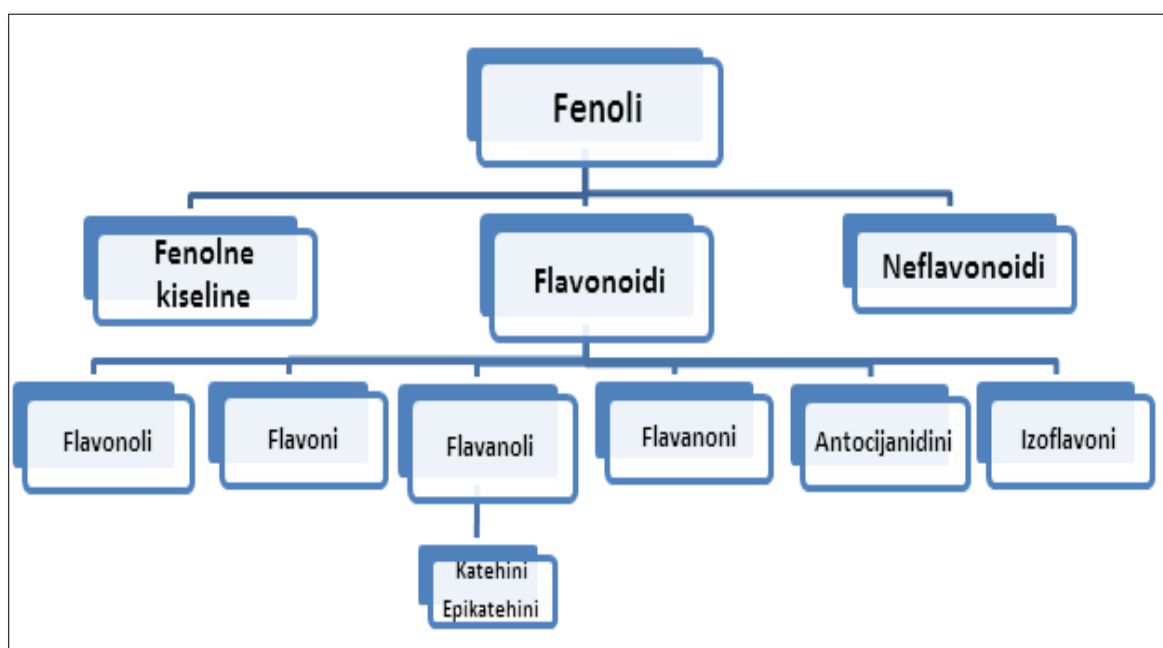 Fenoli
Fenolne
kiseline
Flavonoidi
Neflavonoidi
Flavonoli
Flavoni
Flavanoli
Flavanoni
Antocijanidini
Izoflavoni
Katehini
Epikatehini